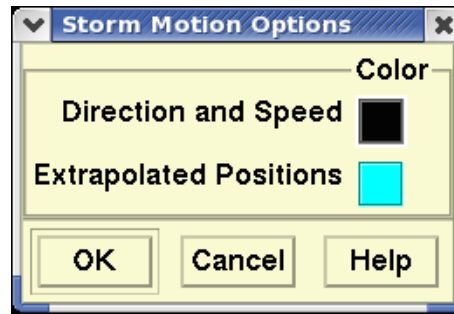 Storm Motion Options
Color
Direction and Speed
Extrapolated Positions
OK Cancel Help